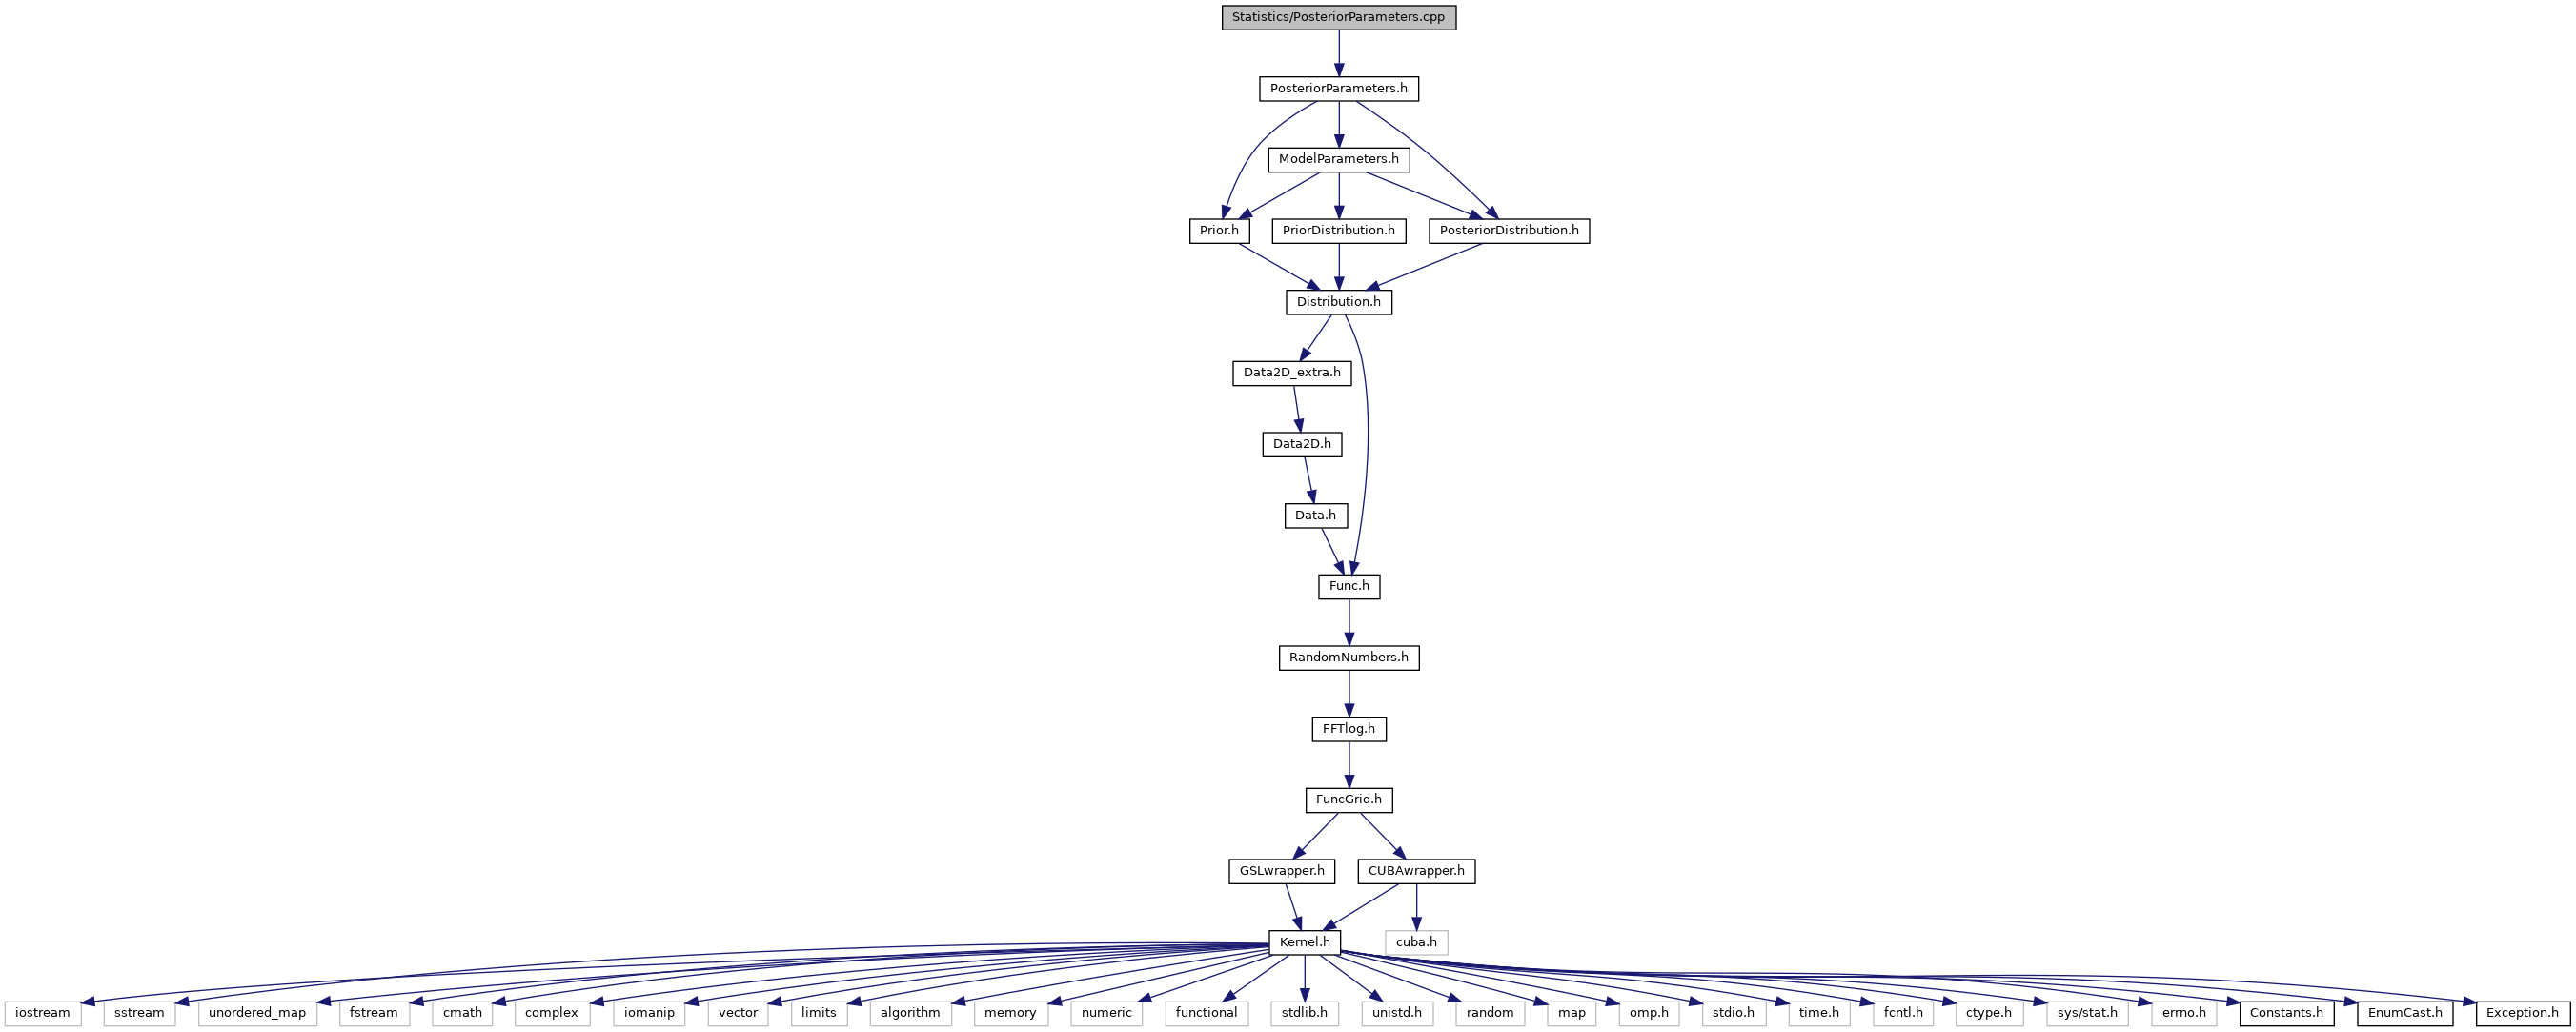 Statistics/PosteriorParameters.cpp
PosteriorParameters.h
ModelParameters.h
Prior.h
PriorDistribution.h
PosteriorDistribution.h
Distribution.h
Data2D_extra.h
Data2D.h
Data.h
Func.h
RandomNumbers.h
FFTlog.h
FuncGrid.h
GSLwrapper.h
CUBAwrapper.h
Kernel.h
cuba.h
iostream
sstream
unordered_map
fstream
cmath
complex
iomanip
vector
limits
algorithm
memory
numeric
functional
stdlib.h
unistd.h
random
map
omp.h
stdio.h
time.h
fcntl.h
ctype.h
sys/stat.h
errno.h
Constants.h
EnumCast.h
Exception.h